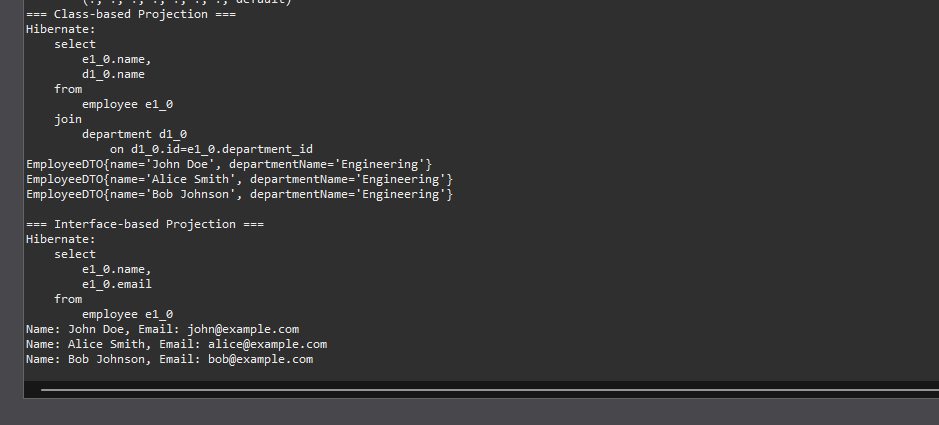 === Class-based Projection ===
Hibernate:
    select
        e1_0.name,
        d1_0.name
    from
        employee e1_0
    join
        department d1_0
            on d1_0.id=e1_0.department_id
EmployeeDTO{name='John Doe', departmentName='Engineering'}
EmployeeDTO{name='Alice Smith', departmentName='Engineering'}
EmployeeDTO{name='Bob Johnson', departmentName='Engineering'}

=== Interface-based Projection ===
Hibernate:
    select
        e1_0.name,
        e1_0.email
    from
        employee e1_0
Name: John Doe, Email: john@example.com
Name: Alice Smith, Email: alice@example.com
Name: Bob Johnson, Email: bob@example.com